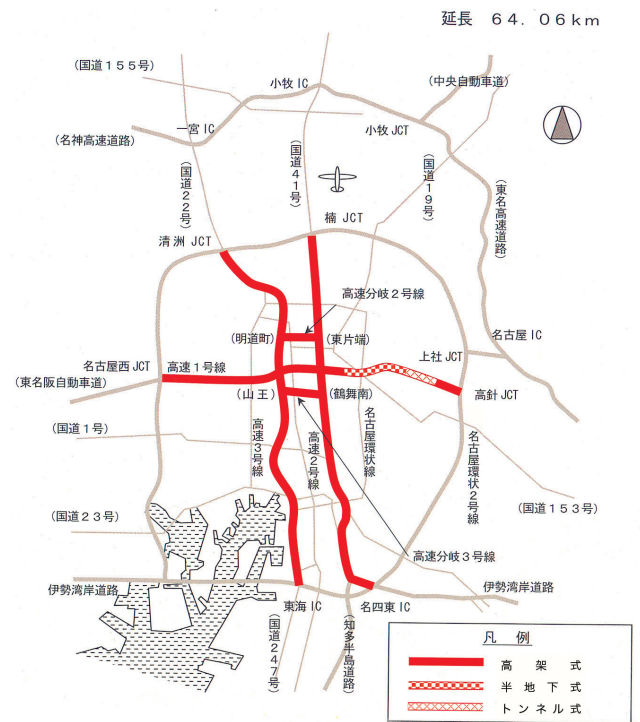 延長 64．06ｋｍ
(国道155号)
小牧IC
(中央自動車道)
一宮IC
小牧JCT
(名神高速道路)
(国道22号)
(国道41号)
(国道19号)
(東名高速道路)
楠 JCT
清洲 JCT
高速分岐２号線
(明道町)
(東片端)
名古屋IC
上社JCT
名古屋西JCT
高速１号線
(東名阪自動車道)
高針JCT
(山王)
(鶴舞南)
(国道１号)
高速３号線
高速２号線
名古屋環状線
名古屋環状２号線
(国道153号)
(国道２３号)
高速分岐３号線
伊勢湾岸道路
伊勢湾岸道路
東海IC
名四東IC
(国道247号)
(知多半島道路)
凡 例
高 架 式
半 地 下 式
トンネル式